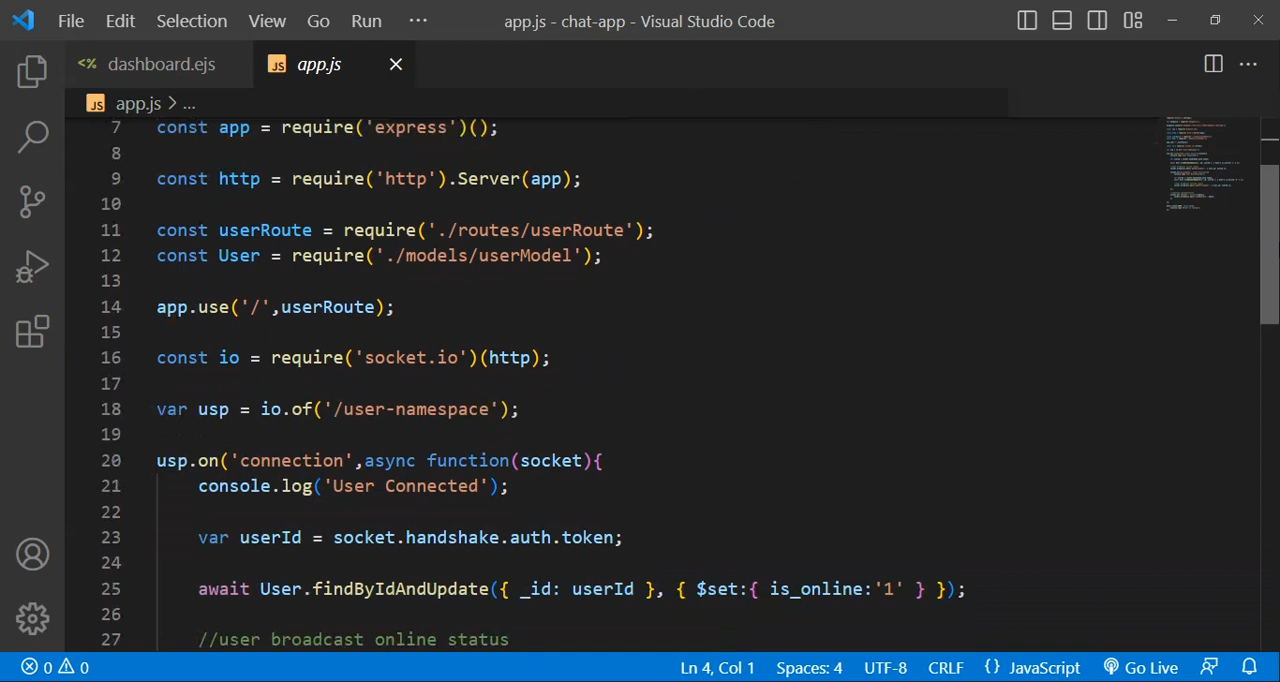 File Edit Selection View Go Run ··· app.js - chat-app - Visual Studio Code
<% dashboard.ejs JS app.js
JS app.js > ...
7 const app = require('express')();
8
9 const http = require('http').Server(app);
10
11 const userRoute = require('./routes/userRoute');
12 const User = require('./models/userModel');
13
14 app.use('/',userRoute);
15
16 const io = require('socket.io')(http);
17
18 var usp = io.of('/user-namespace');
19
20 usp.on('connection',async function(socket){
21 console.log('User Connected');
22
23 var userId = socket.handshake.auth.token;
24
25 await User.findByIdAndUpdate({ _id: userId }, { $set:{ is_online:'1' } });
26
27 //user broadcast online status
0 0 Ln 4, Col 1 Spaces: 4 UTF-8 CRLF {} JavaScript Go Live